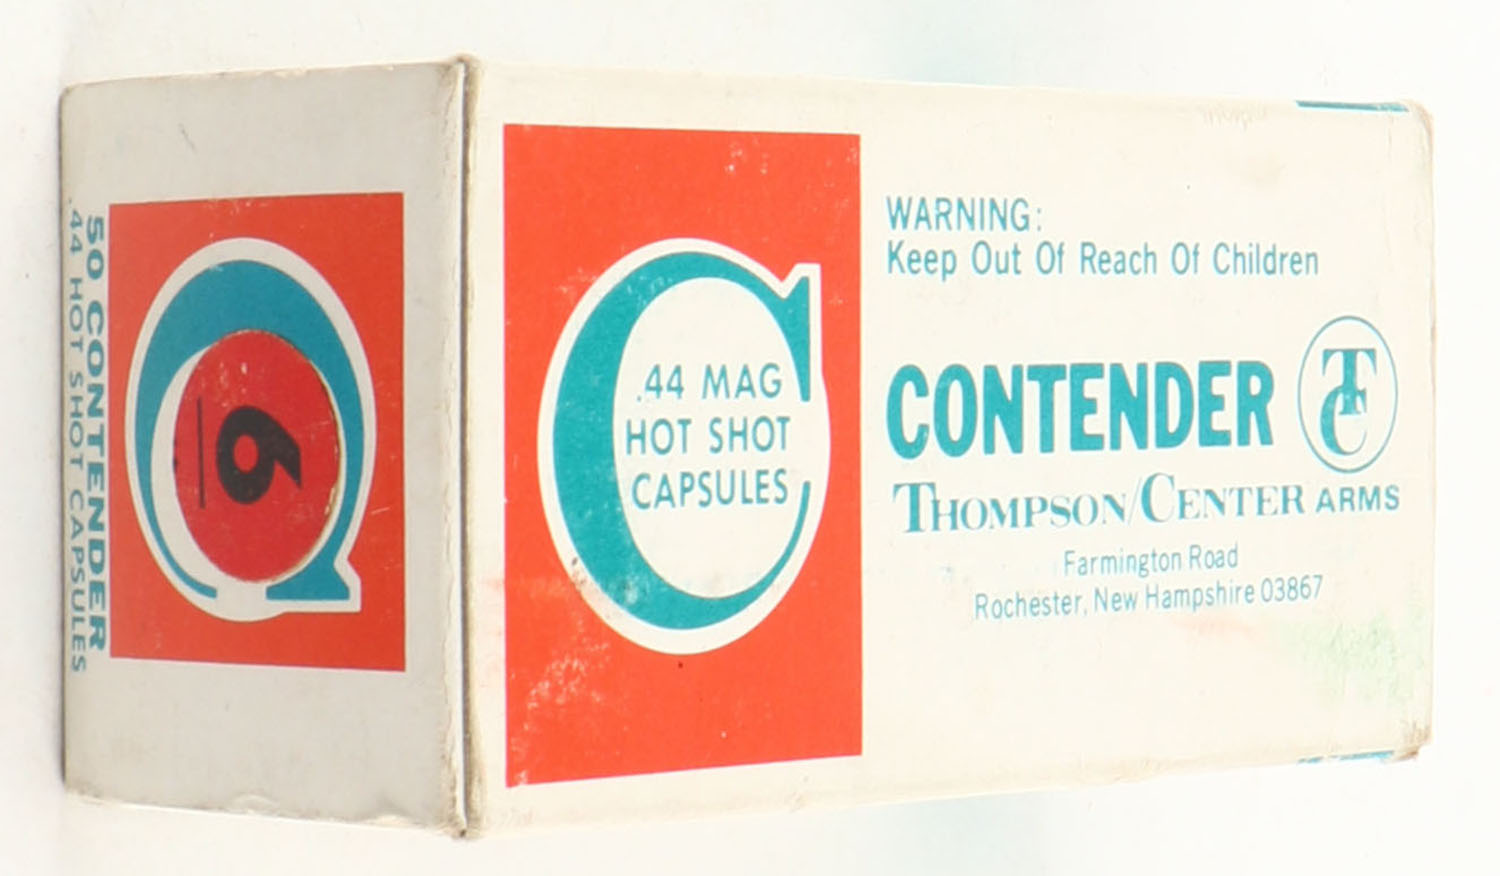 50 CONTENDER
.44 HOT SHOT CAPSULES
C
6
C
.44 MAG
HOT SHOT
CAPSULES
WARNING:
Keep Out Of Reach Of Children
CONTENDER
TC
THOMPSON/CENTER ARMS
Farmington Road
Rochester, New Hampshire 03867